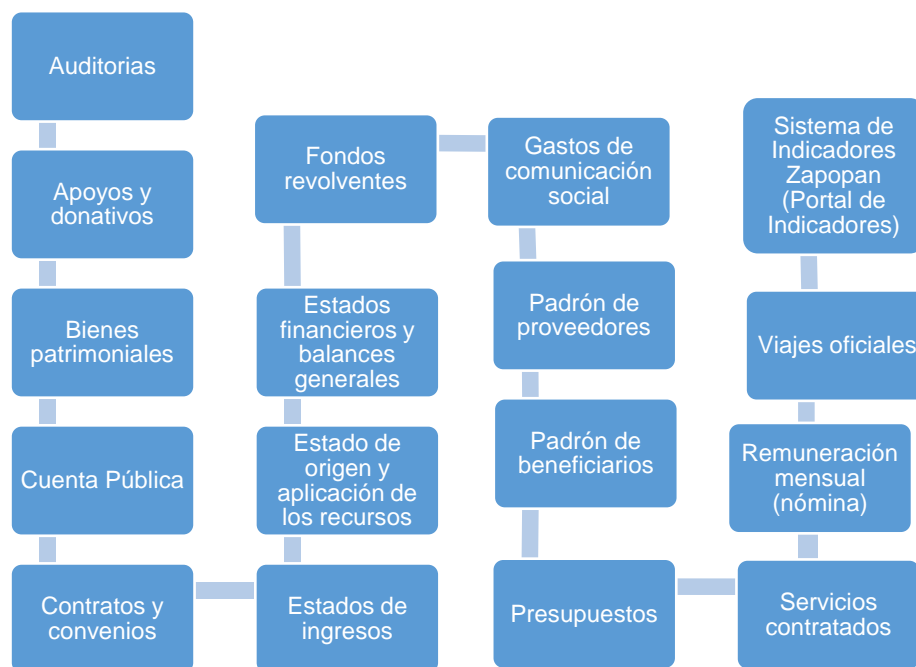 Auditorias
Apoyos y
donativos
Bienes
patrimoniales
Cuenta Pública
Contratos y
convenios
Estados de
ingresos
Estado de
origen y
aplicación de
los recursos
Estados
financieros y
balances
generales
Fondos
revolventes
Gastos de
comunicación
social
Padrón de
proveedores
Padrón de
beneficiarios
Presupuestos
Servicios
contratados
Remuneración
mensual
(nómina)
Viajes oficiales
Sistema de
Indicadores
Zapopan
(Portal de
Indicadores)